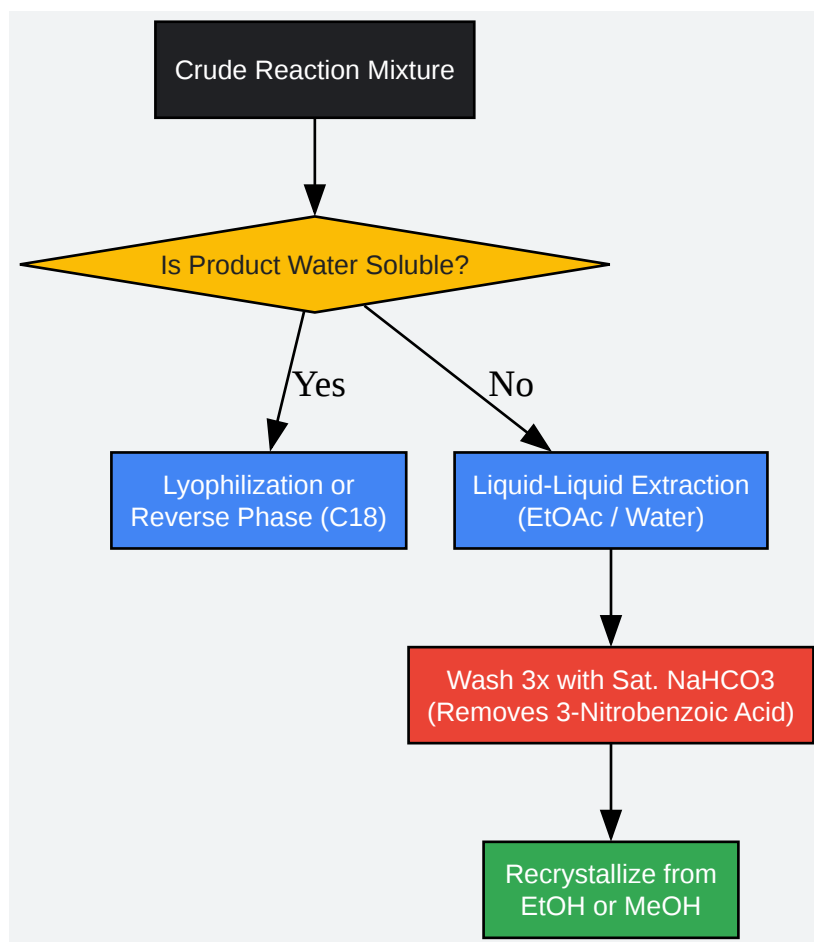 Crude Reaction Mixture
Is Product Water Soluble?
Yes
No
Lyophilization or
Reverse Phase (C18)
Liquid-Liquid Extraction
(EtOAc / Water)
Wash 3x with Sat. NaHCO3
(Removes 3-Nitrobenzoic Acid)
Recrystallize from
EtOH or MeOH